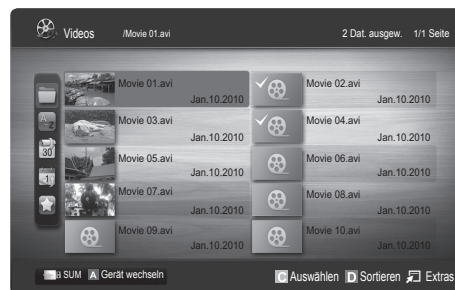 Videos /Movie 01.avi 2 Dat. ausgew. 1/1 Seite
Movie 01.avi Movie 02.avi
Jan.10.2010 Jan.10.2010
Movie 03.avi Movie 04.avi
Jan.10.2010 Jan.10.2010
Movie 05.avi Movie 06.avi
Jan.10.2010 Jan.10.2010
Movie 07.avi Movie 08.avi
Jan.10.2010 Jan.10.2010
Movie 09.avi Movie 10.avi
Jan.10.2010 Jan.10.2010
SUM A Gerät wechseln C Auswählen D Sortieren Extras